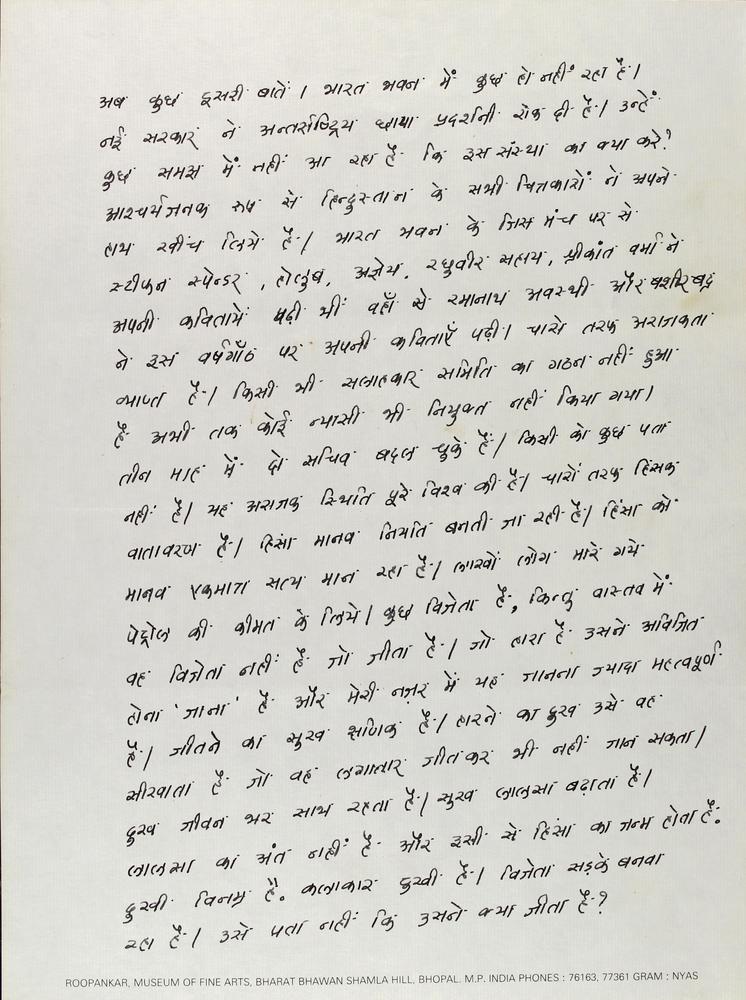 अब कुछ दूसरी बातें। भारत भवन में कुछ हो नहीं रहा है।
नई सरकार ने अन्तर्राष्ट्रिय छाया प्रदर्शनी रोक दी है। उन्हें
कुछ समझ में नहीं आ रहा है कि इस संस्था का क्या करें?
आश्चर्यजनक रूप से हिन्दुस्तान के सभी चित्रकारों ने अपने
हाथ खींच लिये है। भारत भवन के जिस मंच पर से
स्टीफन स्पेन्डर, होलुब, अज्ञेय, रघुवीर सहाय, श्रीकांत वर्मा ने
अपनी कवितायें पढ़ी थीं वहाँ से रमानाथ अवस्थी और बशीर बद्र
ने इस वर्षगाँठ पर अपनी कविताएँ पढ़ी। चारों तरफ अराजकता
व्याप्त है। किसी भी सलाहकार समिति का गठन नहीं हुआ
है अभी तक कोई न्यासी भी नियुक्त नहीं किया गया।
तीन माह में दो सचिव बदल चुके हैं। किसी को कुछ पता
नहीं है। यह अराजक स्थिति पूरे विश्व की है। चारों तरफ हिंसक
वातावरण है। हिंसा मानव नियति बनती जा रही है। हिंसा को
मानव एकमात्र सत्य मान रहा है। लाखों लोग मारे गये
पेट्रोल की कीमत के लिये। कुछ विजेता है, किन्तु वास्तव में
वह विजेता नहीं है जो जीता है। जो हारा है उसने अविजित
होना 'जाना' है और मेरी नज़र में यह जानना ज्यादा महत्वपूर्ण
है। जीतने का सुख क्षणिक है। हारने का दुख उसे वह
सीखाता है जो वह लगातार जीतकर भी नहीं जान सकता।
दुख जीवन भर साथ रहता है। सुख लालसा बढ़ाता है।
लालसा का अंत नहीं है और इसी से हिंसा का जन्म होता है.
दुखी विनम्र है. कलाकार दुखी है। विजेता सड़के बनवा
रहा है। उसे पता नहीं कि उसने क्या जीता है?
ROOPANKAR, MUSEUM OF FINE ARTS, BHARAT BHAWAN SHAMLA HILL, BHOPAL. M.P. INDIA PHONES : 76163, 77361 GRAM : NYAS